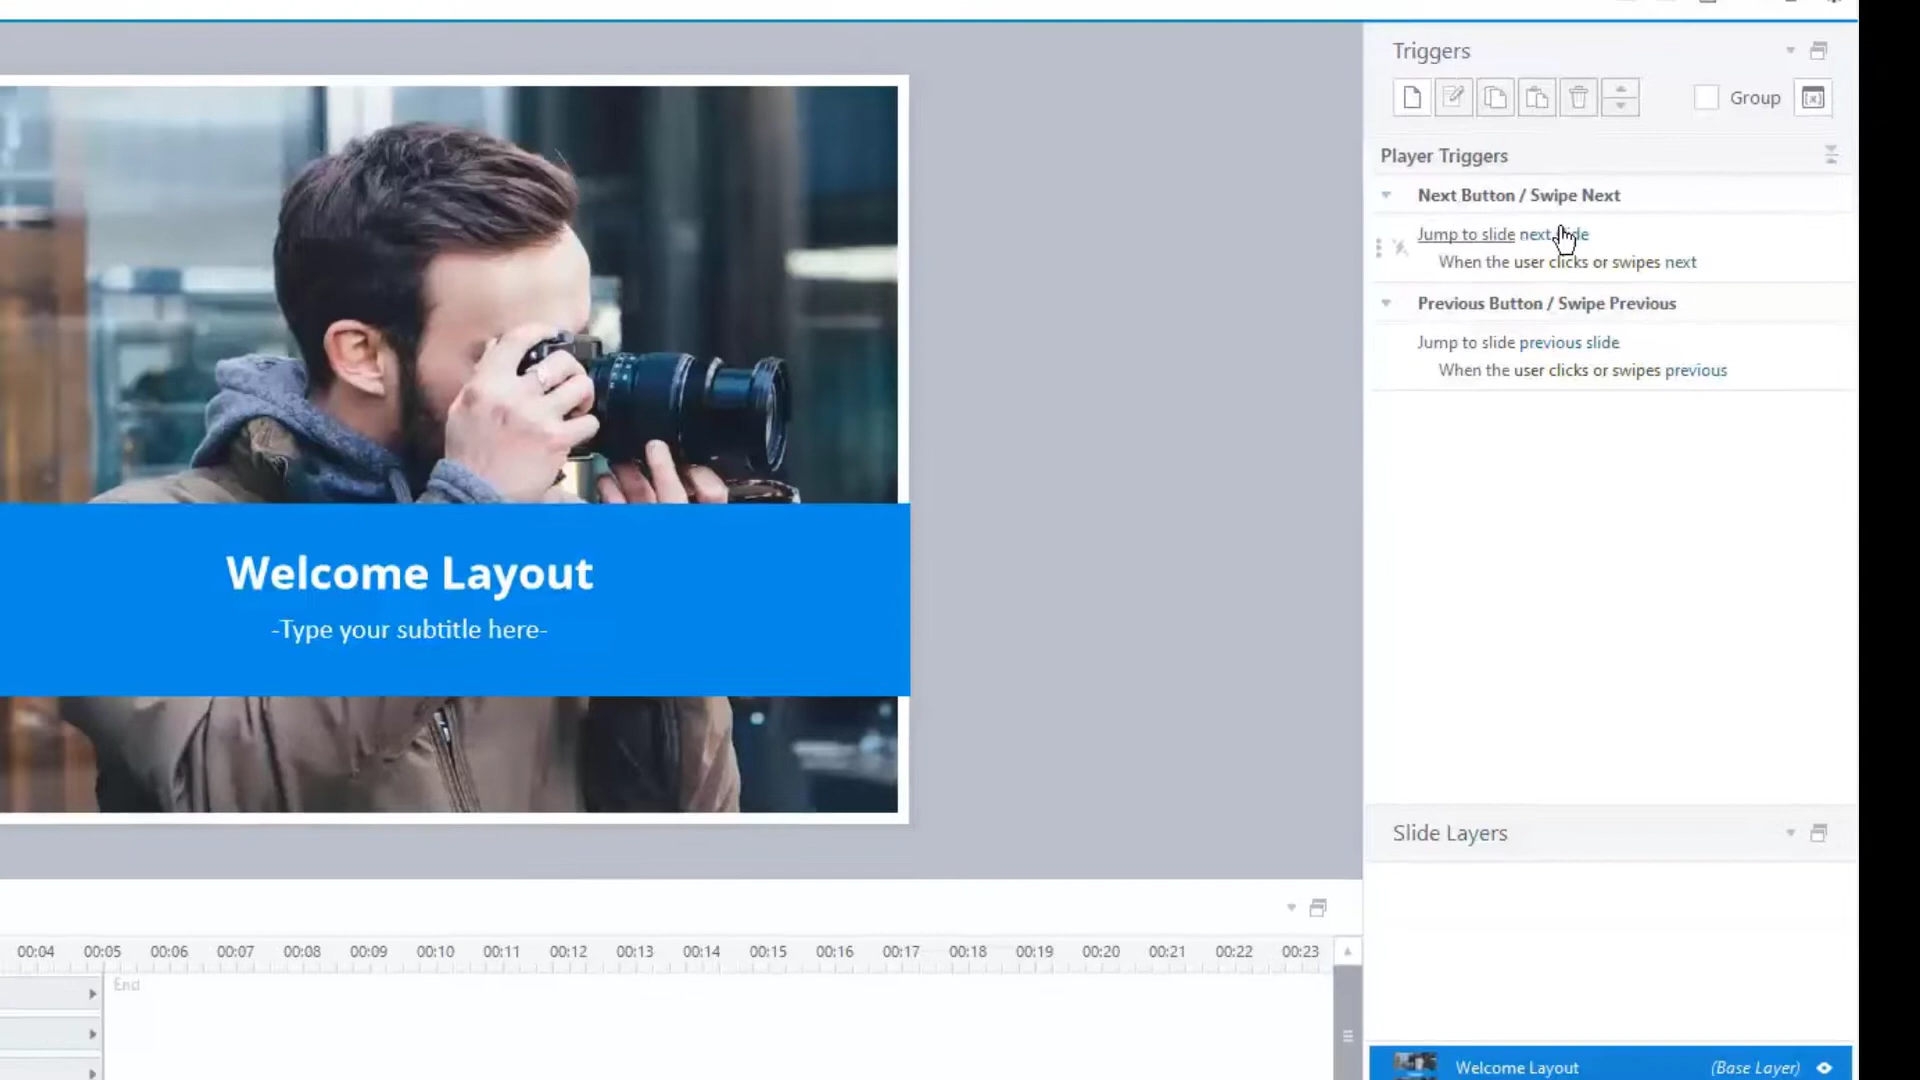 Triggers
Group
Player Triggers
Next Button / Swipe Next
Jump to slide next slide
When the user clicks or swipes next
Previous Button / Swipe Previous
Jump to slide previous slide
When the user clicks or swipes previous
Welcome Layout
-Type your subtitle here-
Slide Layers
00:04 00:05 00:06 00:07 00:08 00:09 00:10 00:11 00:12 00:13 00:14 00:15 00:16 00:17 00:18 00:19 00:20 00:21 00:22 00:23
End
Welcome Layout (Base Layer)